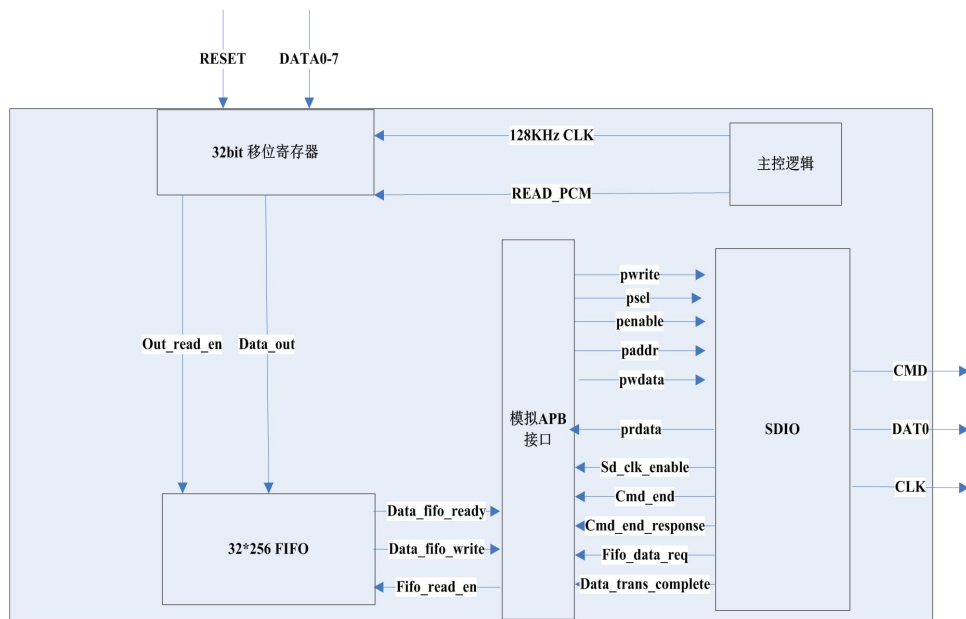 RESET
DATA0-7
32bit 移位寄存器
128KHz CLK
主控逻辑
READ_PCM
pwrite
psel
penable
Out_read_en
Data_out
paddr
pwdata
CMD
模拟APB
接口
prdata
SDIO
DAT0
Sd_clk_enable
CLK
Cmd_end
Data_fifo_ready
Cmd_end_response
32*256 FIFO
Data_fifo_write
Fifo_data_req
Fifo_read_en
Data_trans_complete